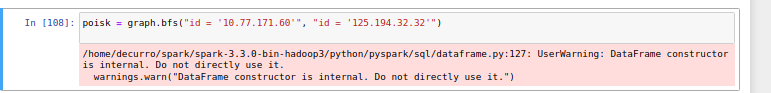 In [108]: poisk = graph.bfs("id = '10.77.171.60'", "id = '125.194.32.32'")
/home/decurro/spark/spark-3.3.0-bin-hadoop3/python/pyspark/sql/dataframe.py:127: UserWarning: DataFrame constructor
is internal. Do not directly use it.
  warnings.warn("DataFrame constructor is internal. Do not directly use it.")